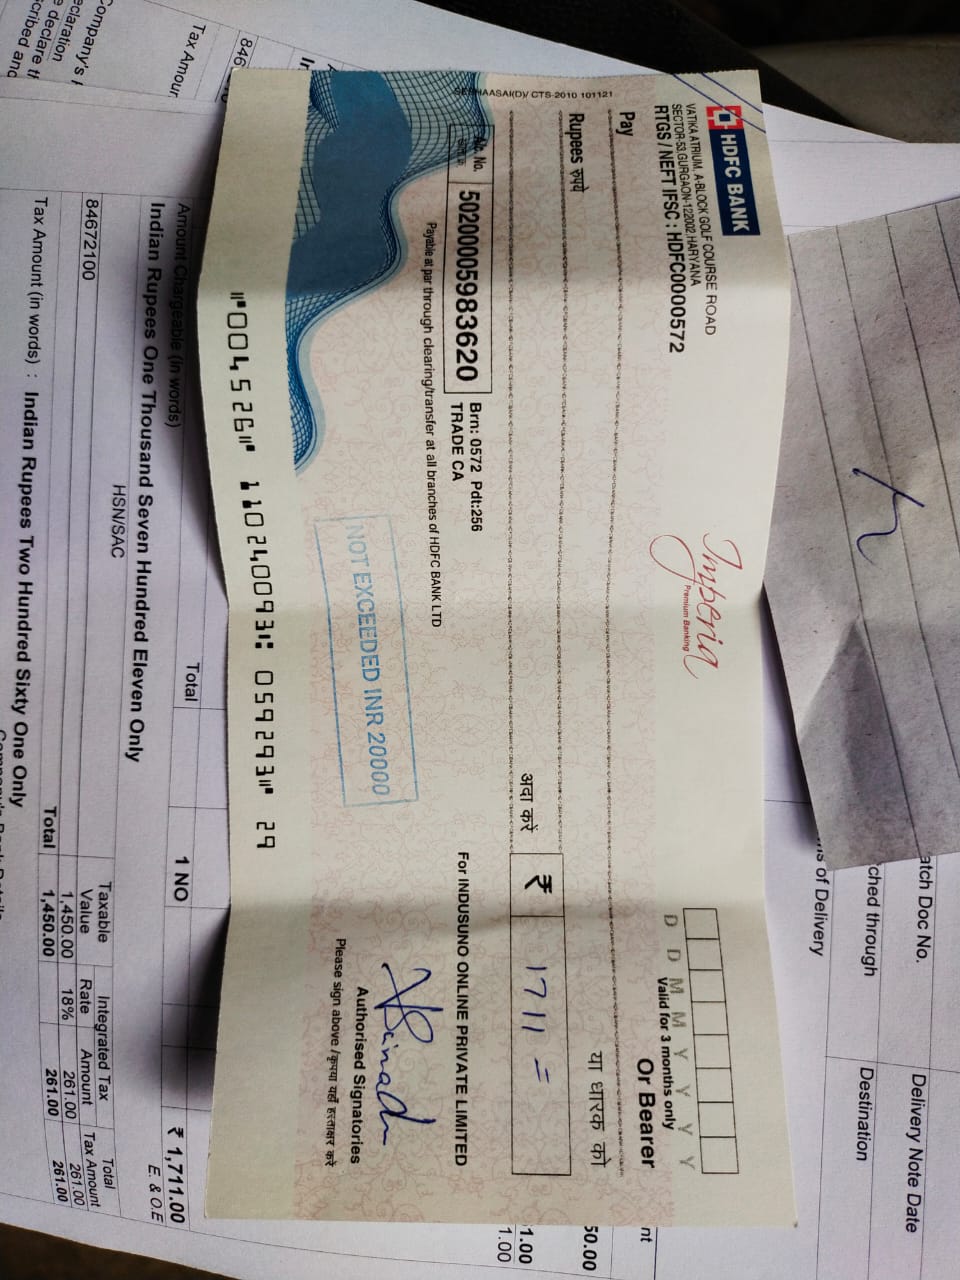 HDFC BANK
VATIKA ATRIUM, A-BLOCK GOLF COURSE ROAD
SECTOR-53,GURGAON-122002 HARYANA
RTGS / NEFT IFSC : HDFC0000572
Imperia
Premium Banking
D D M M Y Y Y Y
Valid for 3 months only
Pay
Or Bearer
या धारक को
Rupees रुपये
अदा करें
₹
1711 =
A/c. No.
50200005983620
Brn: 0572 Pdt:256
TRADE CA
Payable at par through clearing/transfer at all branches of HDFC BANK LTD
For INDUSUNO ONLINE PRIVATE LIMITED
NOT EXCEEDED INR 20000
Authorised Signatories
Please sign above / कृपया यहाँ हस्ताक्षर करें
CTS-2010 101121
⑈004526⑈ 110240093⑆ 059293⑈ 29
atch Doc No.
Delivery Note Date
ched through
Destination
s of Delivery
nt
50.00
1.00
1.00
Total
1 NO
₹ 1,711.00
Amount Chargeable (in words)
E & O.E
Indian Rupees One Thousand Seven Hundred Eleven Only
HSN/SAC
Taxable
Value
Integrated Tax
Rate
Amount
Total
Tax Amount
84672100
1,450.00
18%
261.00
261.00
Total
1,450.00
261.00
261.00
Tax Amount (in words) : Indian Rupees Two Hundred Sixty One Only
Tax Amour
846
ompany's
eclaration
e declare th
cribed and